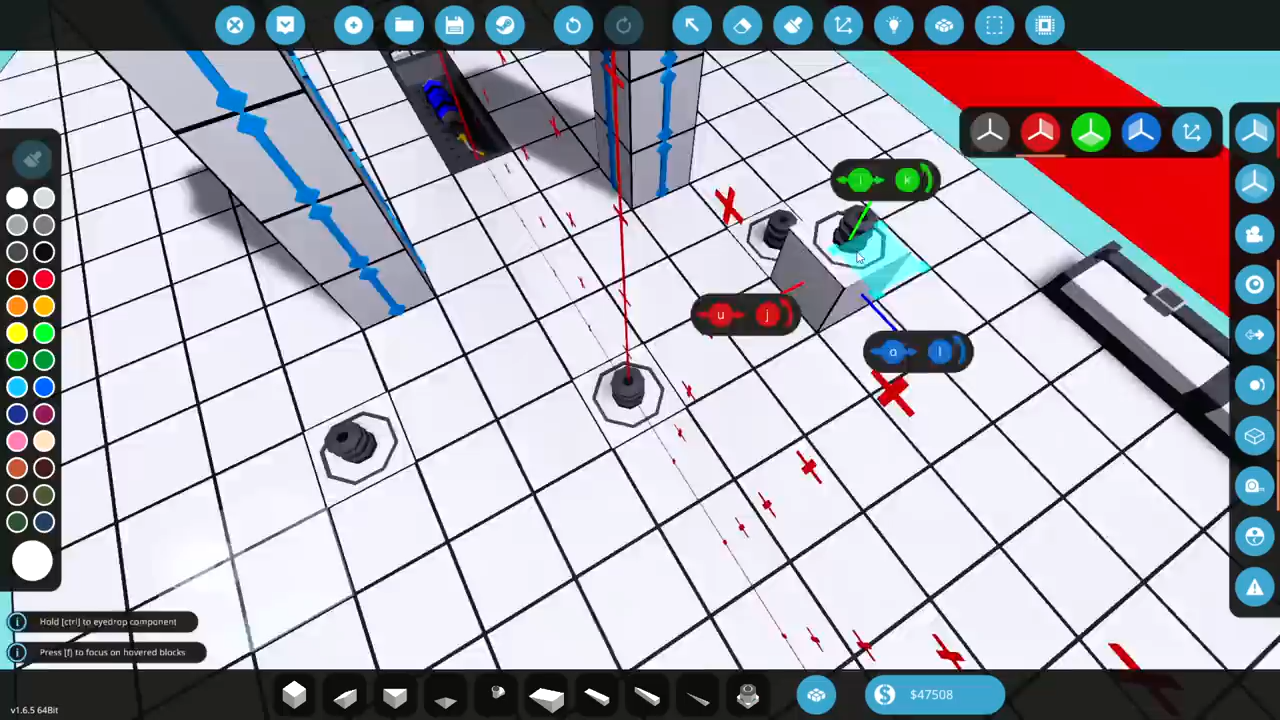 i k
u j
o l
Hold [ctrl] to eyedrop component
Press [f] to focus on hovered blocks
$47508
v1.6.5 64Bit